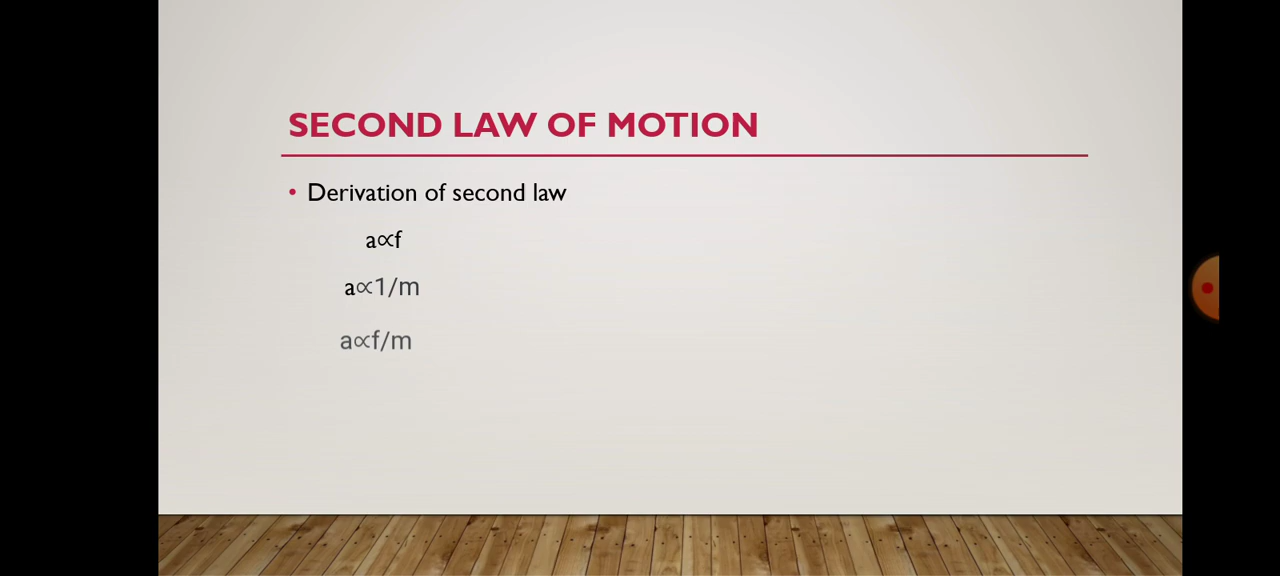 SECOND LAW OF MOTION
• Derivation of second law
a∝f
a∝1/m
a∝f/m